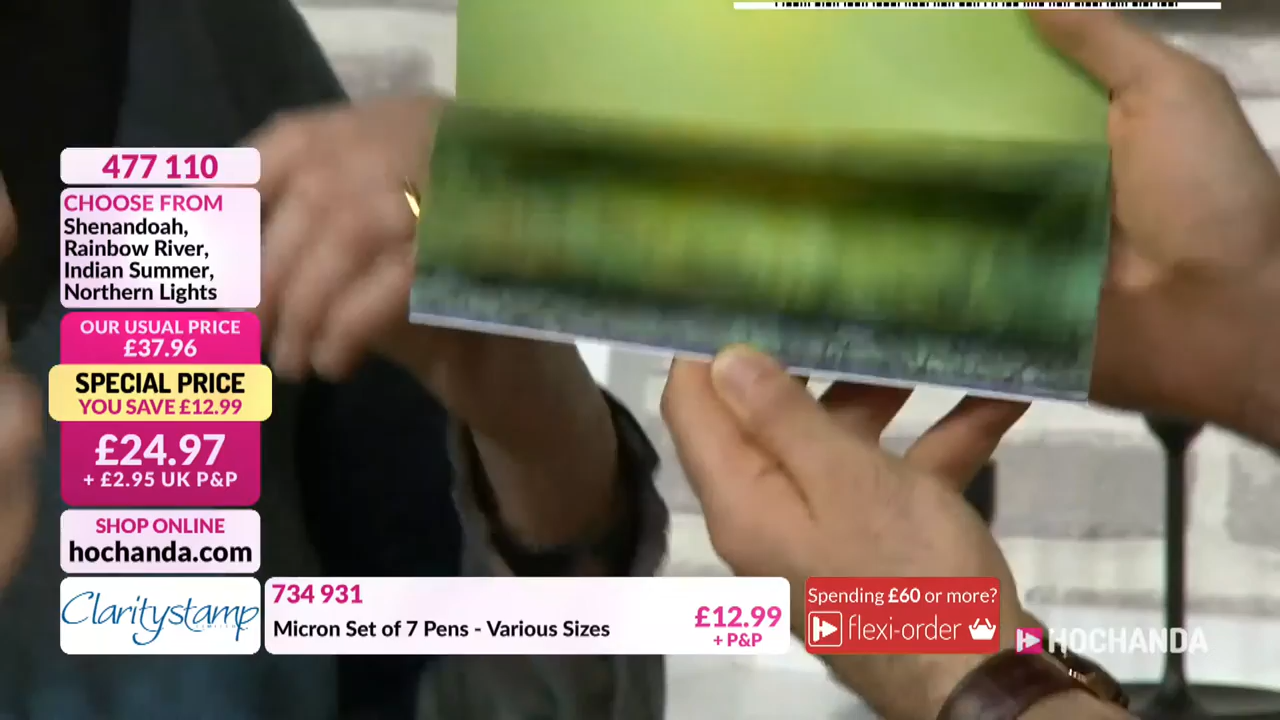 477 110
CHOOSE FROM
Shenandoah,
Rainbow River,
Indian Summer,
Northern Lights
OUR USUAL PRICE
£37.96
SPECIAL PRICE
YOU SAVE £12.99
£24.97
+ £2.95 UK P&P
SHOP ONLINE
hochanda.com
Claritystamp
734 931
Micron Set of 7 Pens - Various Sizes
£12.99
+ P&P
Spending £60 or more?
flexi-order
HOCHANDA